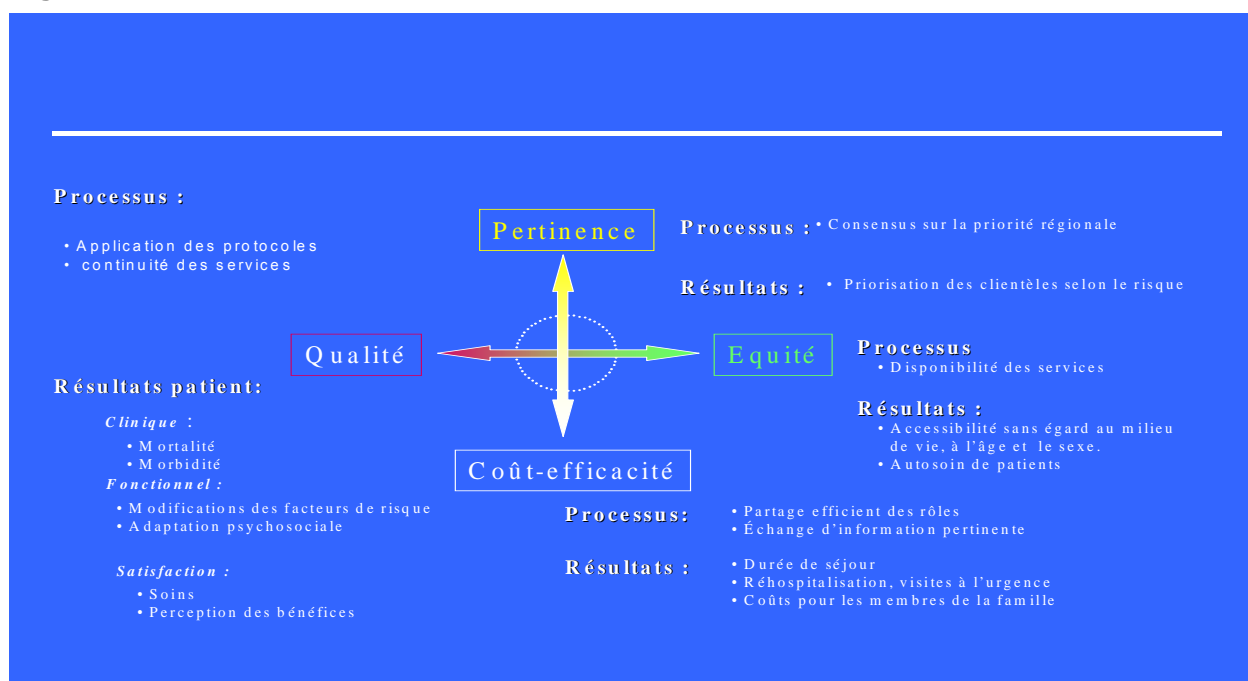 Processus :
• Application des protocoles
• continuité des services
Pertinence
Processus : • Consensus sur la priorité régionale
Résultats : • Priorisation des clientèles selon le risque
Qualité
Equité
Processus
• Disponibilité des services
Résultats :
• Accessibilité sans égard au milieu
de vie, à l’âge et le sexe.
• Autosoin de patients
Résultats patient:
Clinique :
• Mortalité
• Morbidité
Fonctionnel :
• Modifications des facteurs de risque
• Adaptation psychosociale
Satisfaction :
• Soins
• Perception des bénéfices
Coût-efficacité
Processus:
• Partage efficient des rôles
• Échange d’information pertinente
Résultats :
• Durée de séjour
• Réhospitalisation, visites à l’urgence
• Coûts pour les membres de la famille